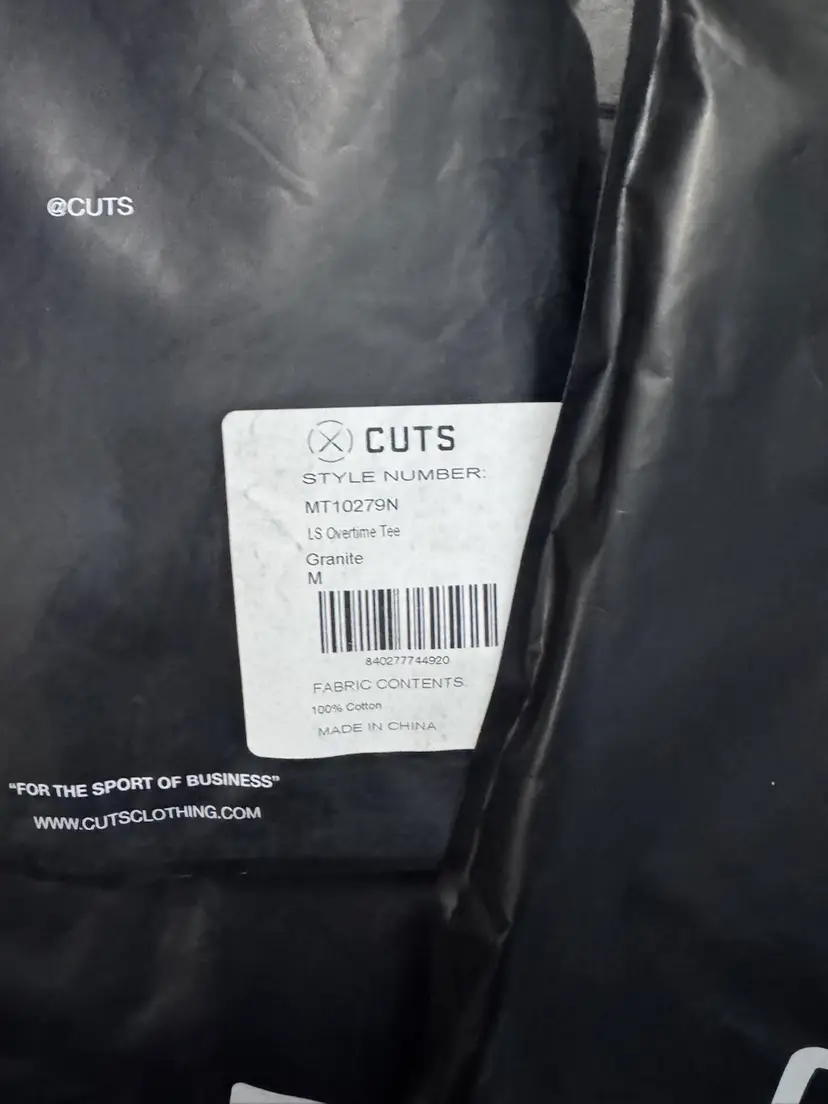 @CUTS
CUTS
STYLE NUMBER:
MT10279N
LS Overtime Tee
Granite
M
840277744920
FABRIC CONTENTS
100% Cotton
MADE IN CHINA
"FOR THE SPORT OF BUSINESS"
WWW.CUTSCLOTHING.COM